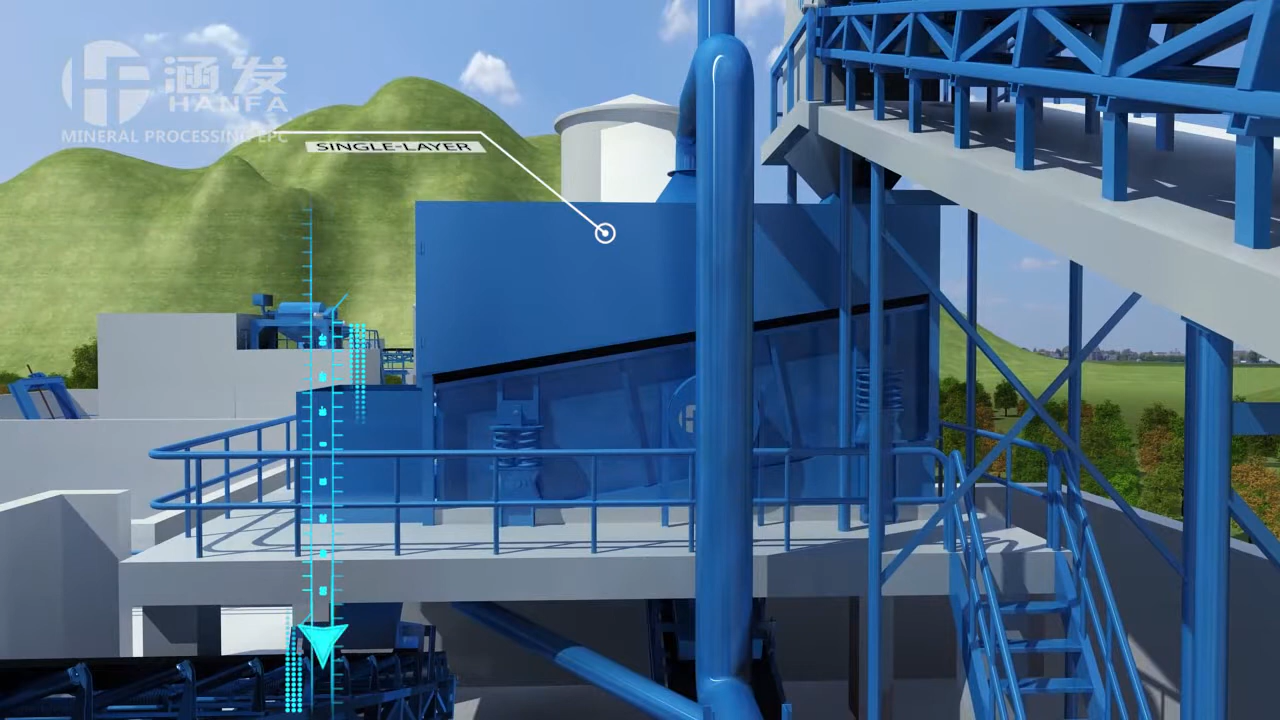 涵发
HANFA
MINERAL PROCESSING EPC
SINGLE-LAYER